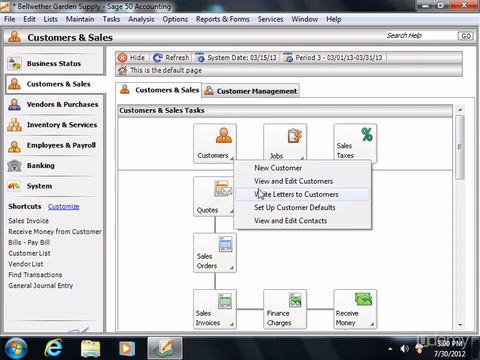 * Bellwether Garden Supply - Sage 50 Accounting
File Edit Lists Maintain Tasks Analysis Options Reports & Forms Services Window Help
Customers & Sales
Search Help
GO
Hide Refresh System Date: 03/15/13 Period 3 - 03/01/13-03/31/13
This is the default page
Business Status
Customers & Sales
Vendors & Purchases
Inventory & Services
Employees & Payroll
Banking
System
Shortcuts Customize
Sales Invoice
Receive Money from Customer
Bills - Pay Bill
Customer List
Vendor List
Find Transactions
General Journal Entry
Customers & Sales Customer Management
Customers & Sales Tasks
Customers
Jobs
Sales
Taxes
New Customer
View and Edit Customers
Write Letters to Customers
Set Up Customer Defaults
View and Edit Contacts
Quotes
Sales
Orders
Sales
Invoices
Finance
Charges
Receive
Money
udemy
3:00 PM
7/30/2012